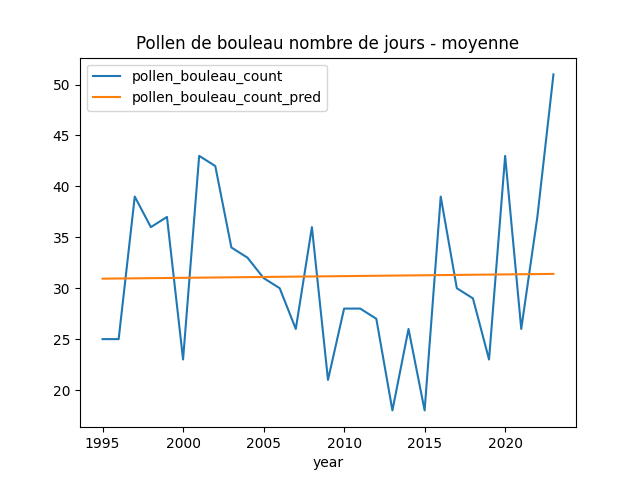 Pollen de bouleau nombre de jours - moyenne
pollen_bouleau_count
pollen_bouleau_count_pred
50
45
40
35
30
25
20
1995 2000 2005 2010 2015 2020
year